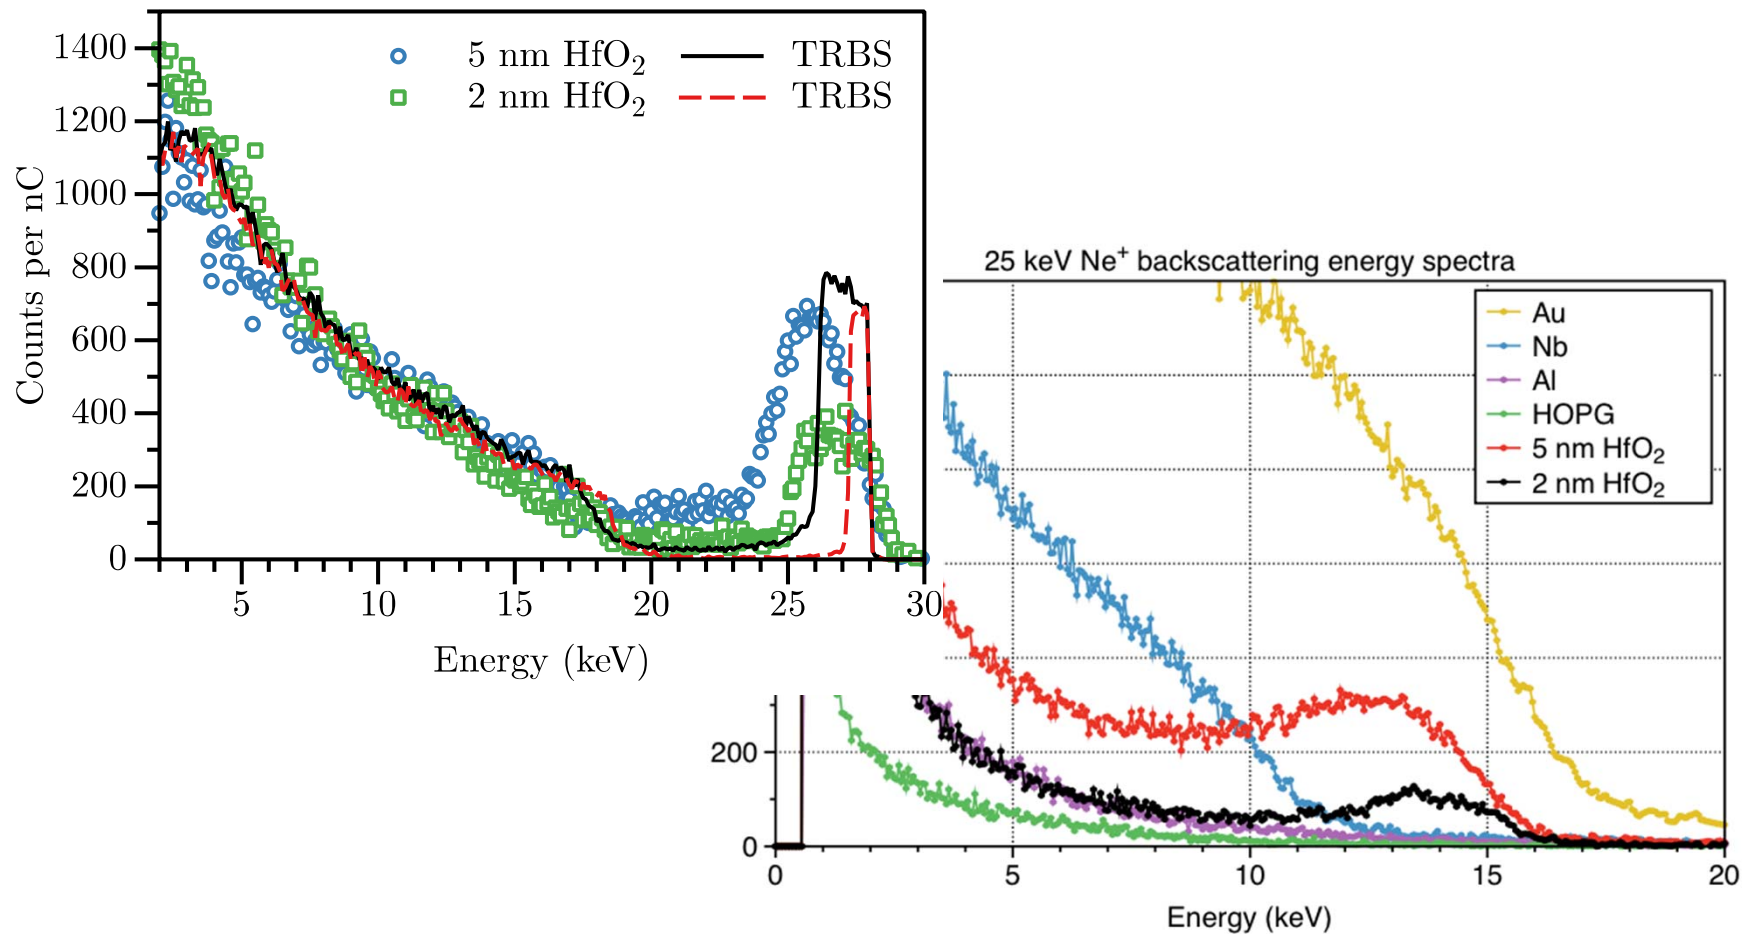 5 nm HfO₂ TRBS
2 nm HfO₂ TRBS
Counts per nC
1400
1200
1000
800
600
400
200
0
5 10 15 20 25 30
Energy (keV)
25 keV Ne⁺ backscattering energy spectra
Au
Nb
Al
HOPG
5 nm HfO₂
2 nm HfO₂
200
0
0 5 10 15 20
Energy (keV)